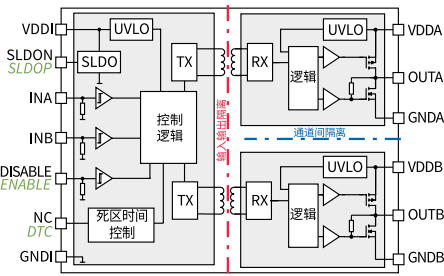 VDDI
SLDON
SLDOP
INA
INB
DISABLE
ENABLE
NC
DTC
GNDI
UVLO
SLDO
控制
逻辑
死区时间
控制
TX
TX
输入输出隔离
RX
UVLO
逻辑
VDDA
OUTA
GNDA
通道间隔离
RX
UVLO
逻辑
VDDB
OUTB
GNDB